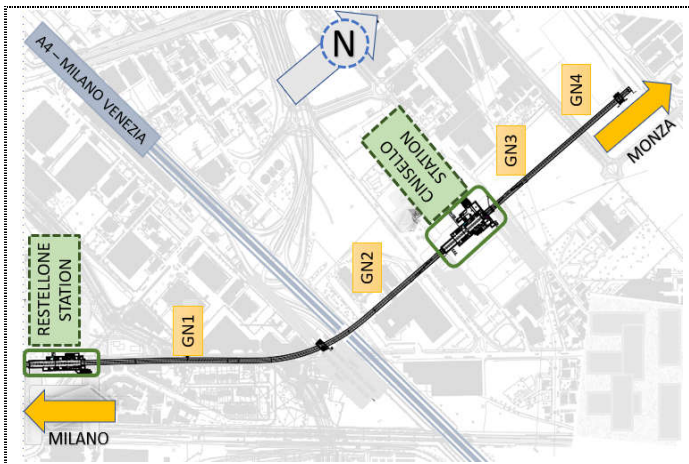 A4 – MILANO VENEZIA
N
CINISELLO
STATION
GN4
GN3
MONZA
GN2
RESTELLONE
STATION
GN1
MILANO